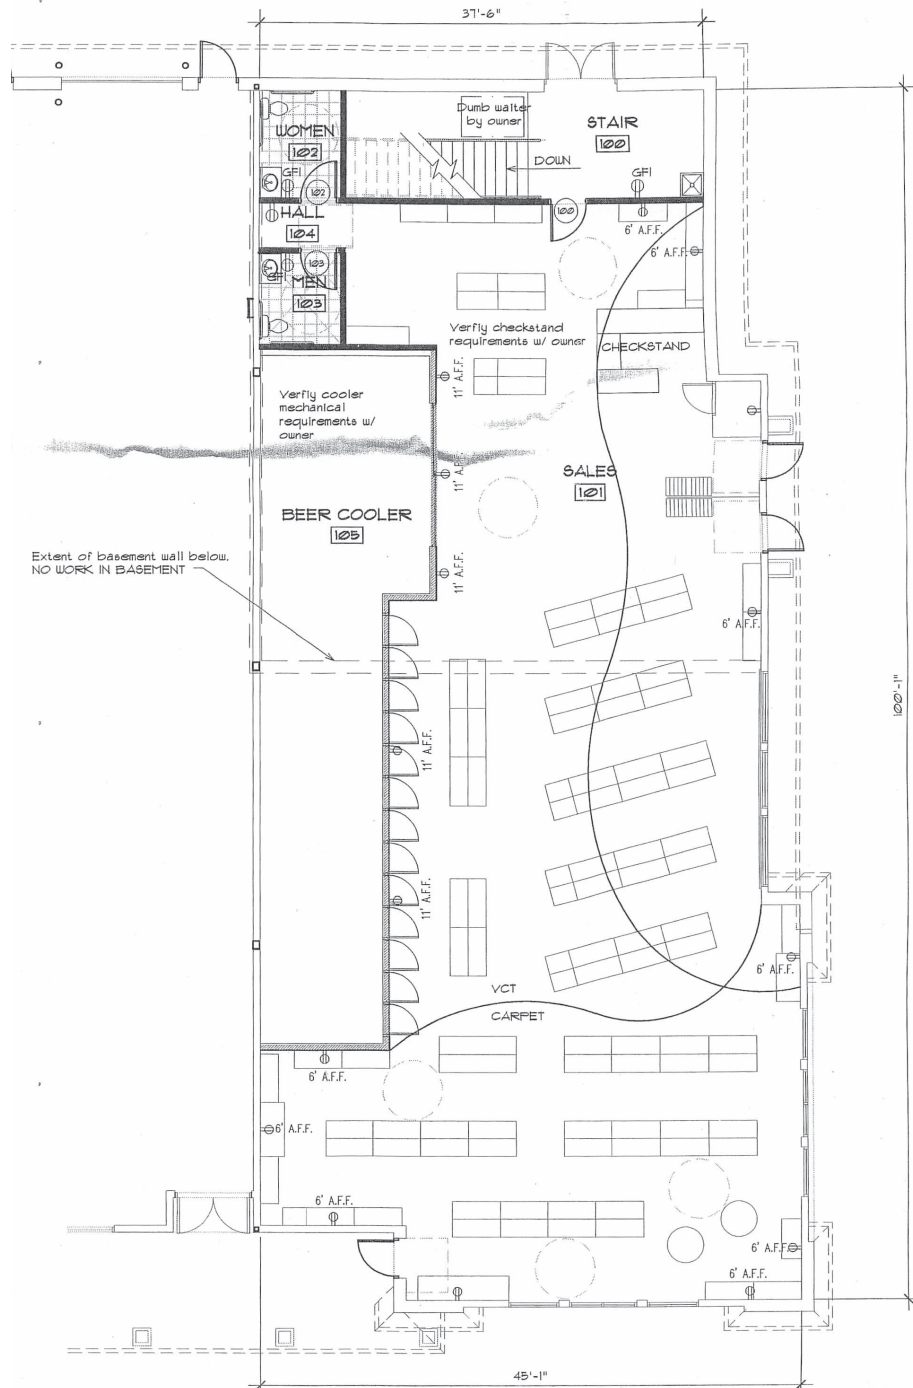 37'-6"
Dumb waiter
by owner
STAIR
100
WOMEN
102
DOWN
GFI
GFI
102
HALL
104
100
6' A.F.F.
6' A.F.F.
103
GFI
MEN
103
Verfiy checkstand
requirements w/ owner
CHECKSTAND
11' A.F.F.
Verfiy cooler
mechanical
requirements w/
owner
11' A.F.F.
SALES
101
BEER COOLER
105
Extent of basement wall below.
NO WORK IN BASEMENT
11' A.F.F.
6' A.F.F.
100'-1"
11' A.F.F.
11' A.F.F.
6' A.F.F.
VCT
CARPET
6' A.F.F.
6' A.F.F.
6' A.F.F.
6' A.F.F.
6' A.F.F.
45'-1"